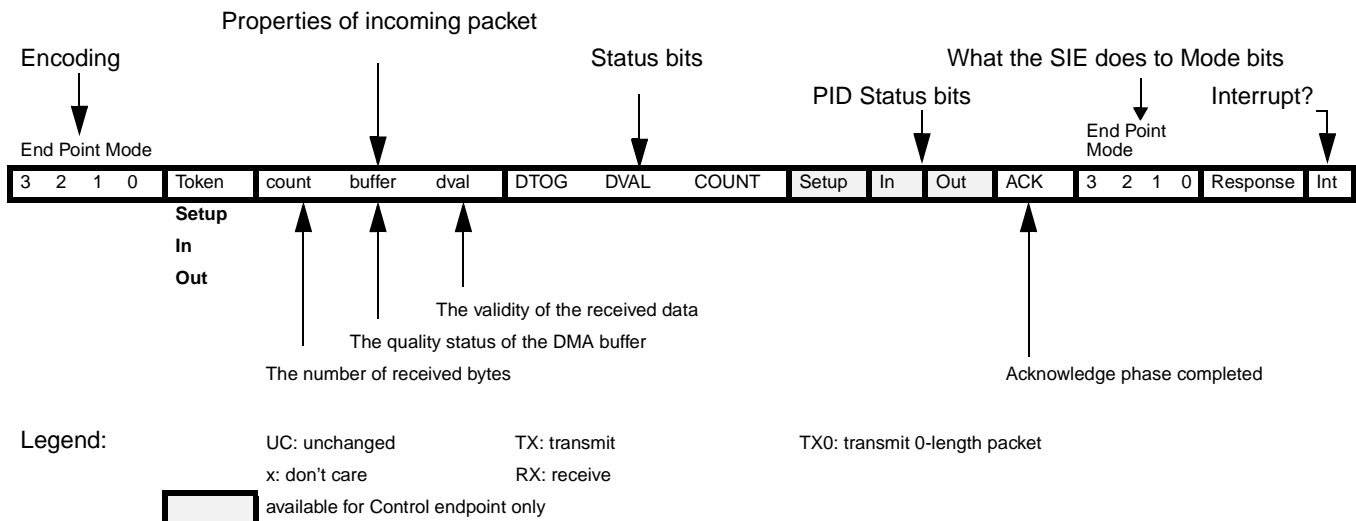 Properties of incoming packet
Encoding Status bits What the SIE does to Mode bits
PID Status bits Interrupt?
End Point Mode End Point
Mode
3 2 1 0 Token count buffer dval DTOG DVAL COUNT Setup In Out ACK 3 2 1 0 Response Int
Setup
In
Out
The validity of the received data
The quality status of the DMA buffer
The number of received bytes Acknowledge phase completed
Legend: UC: unchanged TX: transmit TX0: transmit 0-length packet
x: don't care RX: receive
available for Control endpoint only